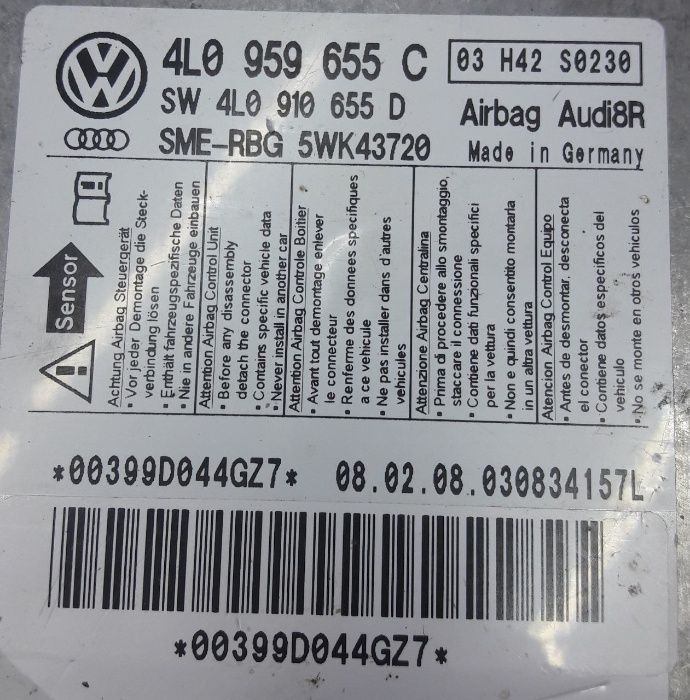 4L0 959 655 C
03 H42 S0230
SW 4L0 910 655 D
Airbag Audi8R
SME-RBG 5WK43720
Made in Germany
Sensor
Achtung Airbag Steuergerät
• Vor jeder Demontage die Steck-
verbindung lösen
• Enthält fahrzeugspezifische Daten
• Nie in andere Fahrzeuge einbauen
Attention Airbag Control Unit
• Before any disassembly
detach the connector
• Contains specific vehicle data
• Never install in another car
Attention Airbag Controle Boitier
• Avant tout demontage enlever
le connecteur
• Renferme des donnees specifiques
a ce vehicule
• Ne pas installer dans d'autres
vehicules
Attenzione Airbag Centralina
• Prima di procedere allo smontaggio,
staccare il connessione
• Contiene dati funzionali specifici
per la vettura
• Non e quindi consentito montarla
in un altra vettura
Atencion Airbag Control Equipo
• Antes de desmontar, desconecta
el conector
• Contiene datos especificos del
vehiculo
• No se monte en otros vehiculos
*00399D044GZ7*
08.02.08.030834157L
*00399D044GZ7*